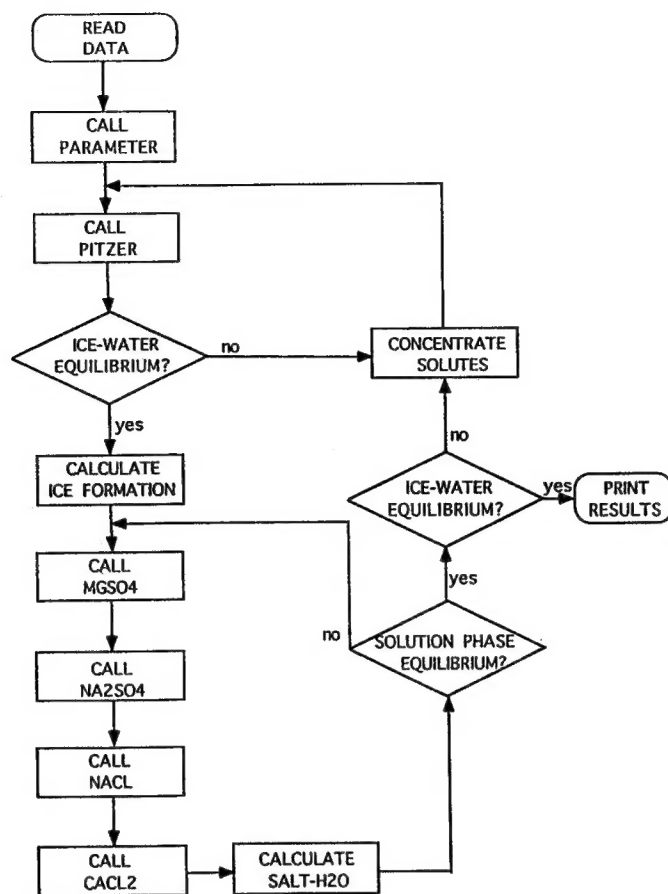 READ
DATA
CALL
PARAMETER
CALL
PITZER
ICE-WATER
EQUILIBRIUM?
no
CONCENTRATE
SOLUTES
yes
no
CALCULATE
ICE FORMATION
ICE-WATER
EQUILIBRIUM?
yes
PRINT
RESULTS
CALL
MGSO4
yes
no
SOLUTION PHASE
EQUILIBRIUM?
CALL
NA2SO4
CALL
NACL
CALL
CACL2
CALCULATE
SALT-H2O